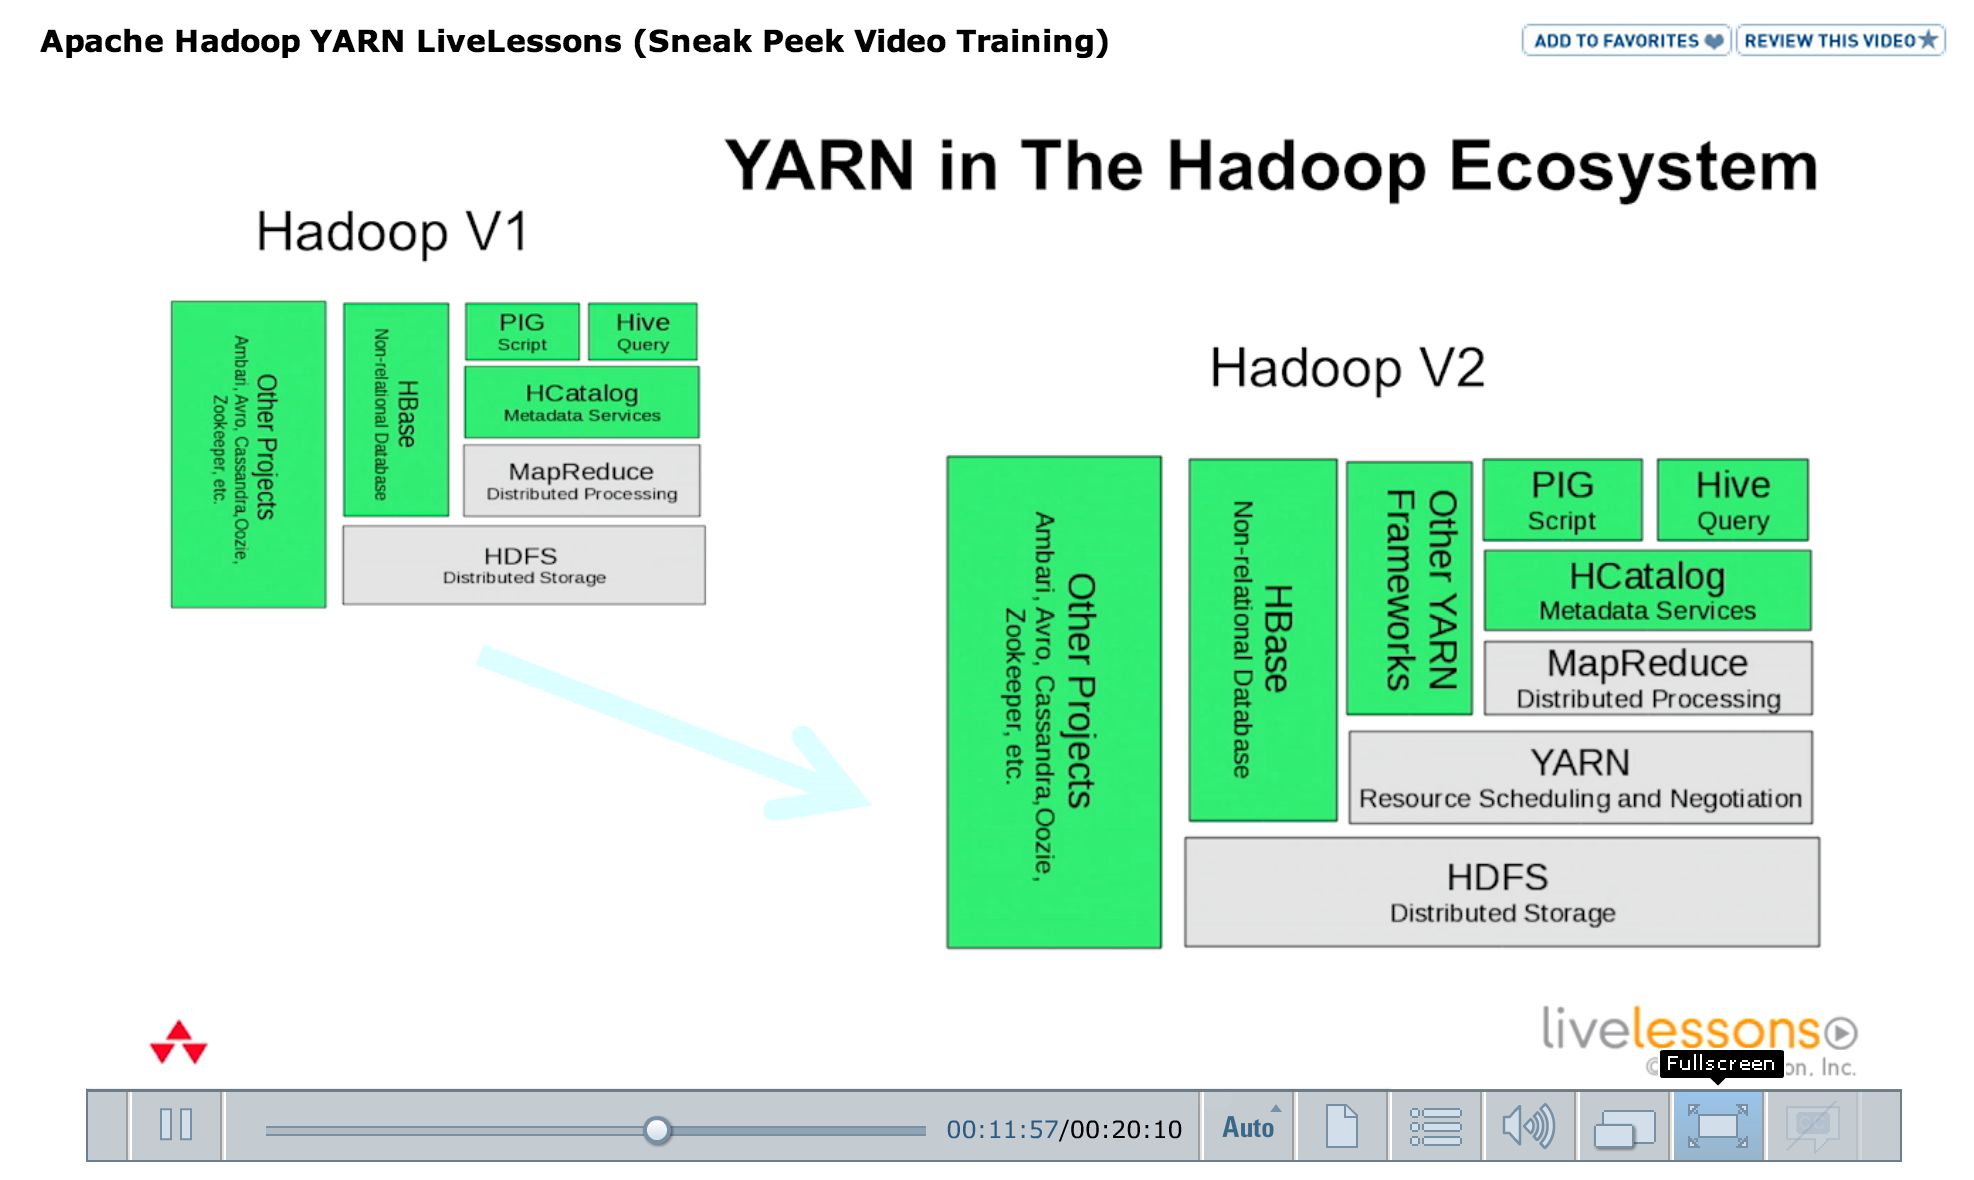 Apache Hadoop YARN LiveLessons (Sneak Peek Video Training)
ADD TO FAVORITES
REVIEW THIS VIDEO
YARN in The Hadoop Ecosystem
Hadoop V1
Other Projects
Ambari, Avro, Cassandra,Oozie,
Zookeeper, etc.
HBase
Non-relational Database
PIG
Script
Hive
Query
HCatalog
Metadata Services
MapReduce
Distributed Processing
HDFS
Distributed Storage
Hadoop V2
Other Projects
Ambari, Avro, Cassandra,Oozie,
Zookeeper, etc.
HBase
Non-relational Database
Other YARN
Frameworks
PIG
Script
Hive
Query
HCatalog
Metadata Services
MapReduce
Distributed Processing
YARN
Resource Scheduling and Negotiation
HDFS
Distributed Storage
livelessons
Inc.
Fullscreen
00:11:57/00:20:10
Auto